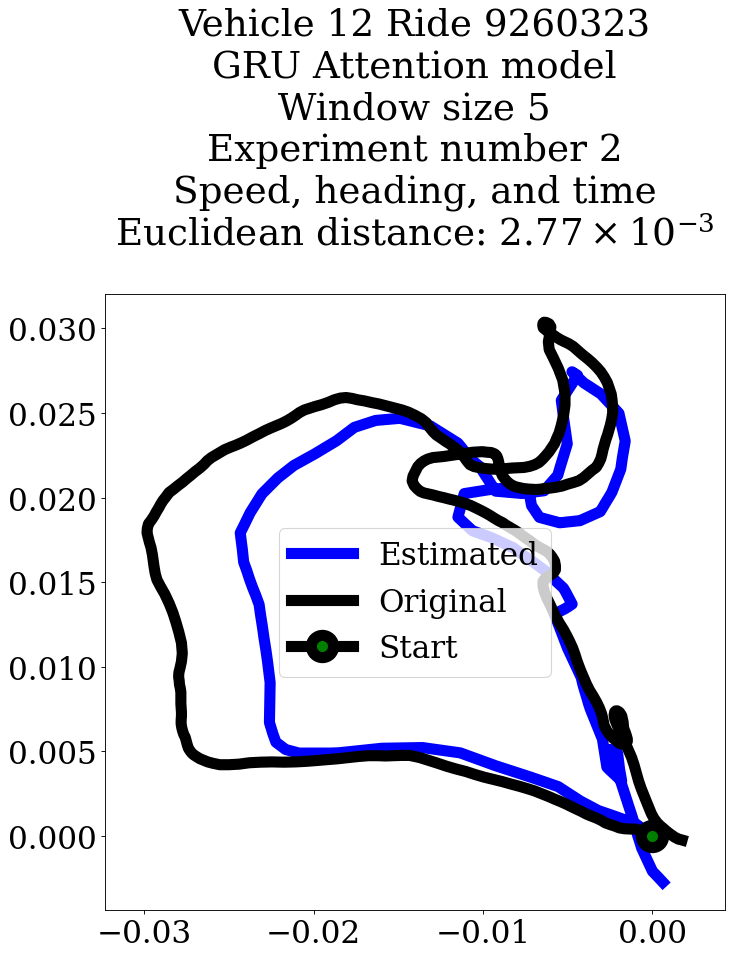 Vehicle 12 Ride 9260323
GRU Attention model
Window size 5
Experiment number 2
Speed, heading, and time
Euclidean distance: 2.77 × 10⁻³
0.030
0.025
0.020
0.015
0.010
0.005
0.000
Estimated
Original
Start
−0.03 −0.02 −0.01 0.00